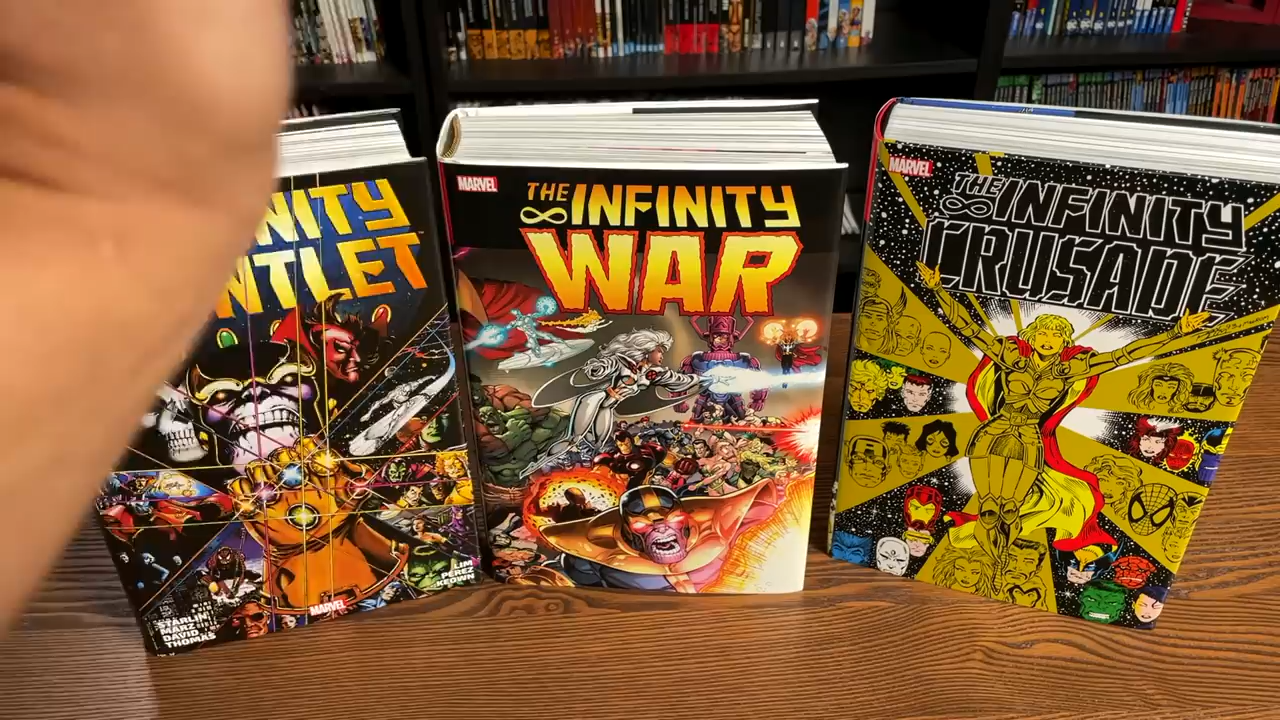 NITY
NTLET
LIM
PEREZ
KEOWN
STARLIN
MARZ
DAVID
THOMAS
MARVEL
MARVEL
THE
INFINITY
WAR
MARVEL
THE
INFINITY
CRUSADE